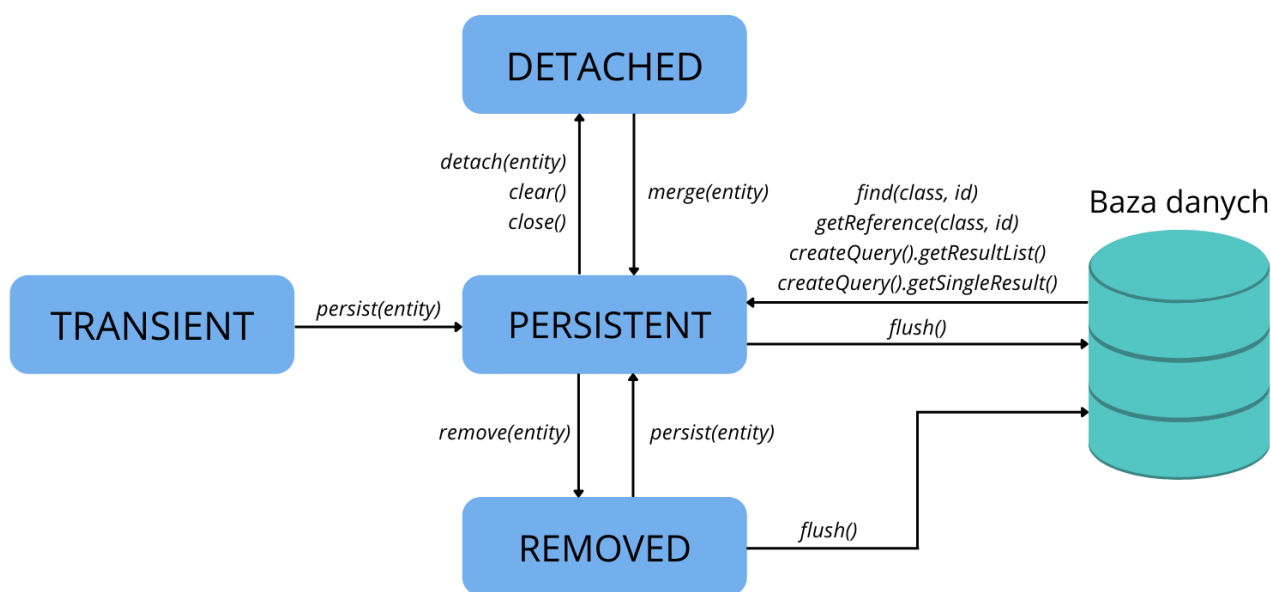 DETACHED
detach(entity)
clear()
close()
merge(entity)
find(class, id)
getReference(class, id)
createQuery().getResultList()
createQuery().getSingleResult()
Baza danych
TRANSIENT
persist(entity)
PERSISTENT
flush()
remove(entity)
persist(entity)
REMOVED
flush()